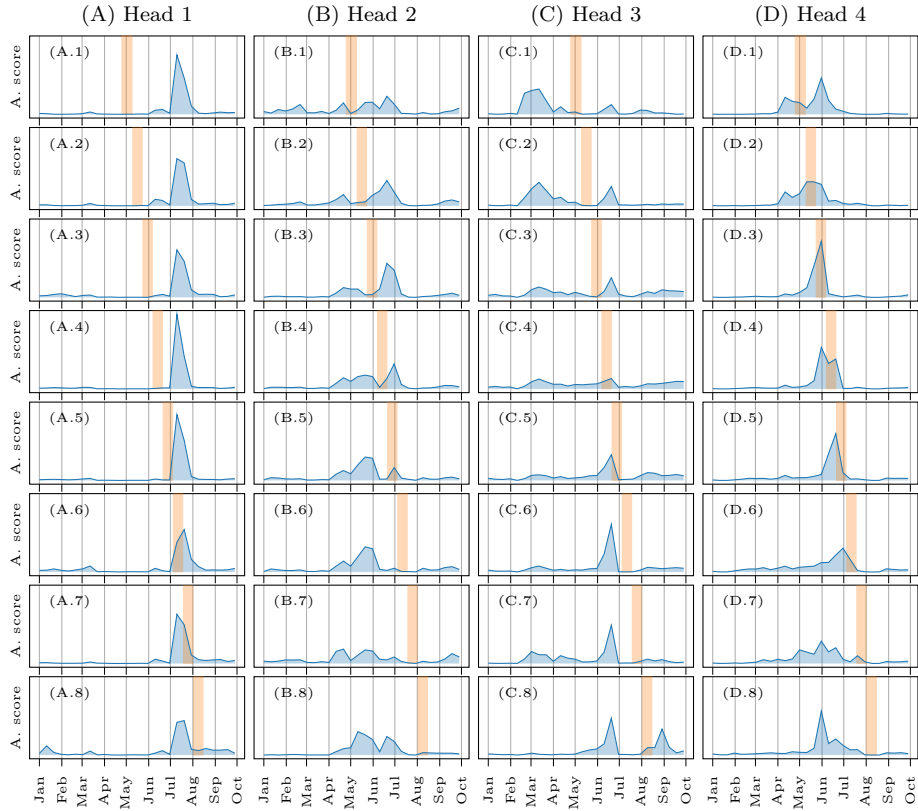 (A) Head 1 (B) Head 2 (C) Head 3 (D) Head 4
A. score (A.1) (B.1) (C.1) (D.1)
A. score (A.2) (B.2) (C.2) (D.2)
A. score (A.3) (B.3) (C.3) (D.3)
A. score (A.4) (B.4) (C.4) (D.4)
A. score (A.5) (B.5) (C.5) (D.5)
A. score (A.6) (B.6) (C.6) (D.6)
A. score (A.7) (B.7) (C.7) (D.7)
A. score (A.8) (B.8) (C.8) (D.8)
Jan Feb Mar Apr May Jun Jul Aug Sep Oct Jan Feb Mar Apr May Jun Jul Aug Sep Oct Jan Feb Mar Apr May Jun Jul Aug Sep Oct Jan Feb Mar Apr May Jun Jul Aug Sep Oct